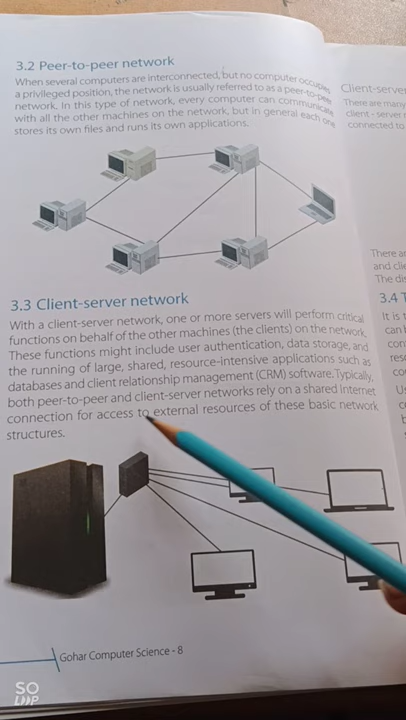 3.2 Peer-to-peer network
When several computers are interconnected, but no computer occupies
a privileged position, the network is usually referred to as a peer-to-peer
network. In this type of network, every computer can communicate
with all the other machines on the network, but in general each one
stores its own files and runs its own applications.
3.3 Client-server network
With a client-server network, one or more servers will perform critical
functions on behalf of the other machines (the clients) on the network.
These functions might include user authentication, data storage, and
the running of large, shared, resource-intensive applications such as
databases and client relationship management (CRM) software. Typically,
both peer-to-peer and client-server networks rely on a shared Internet
connection for access to external resources of these basic network
structures.
Gohar Computer Science - 8
Client-server
There are many
client - server
connected to
There
and
The
3.4
It is
Us
SO
LOOP